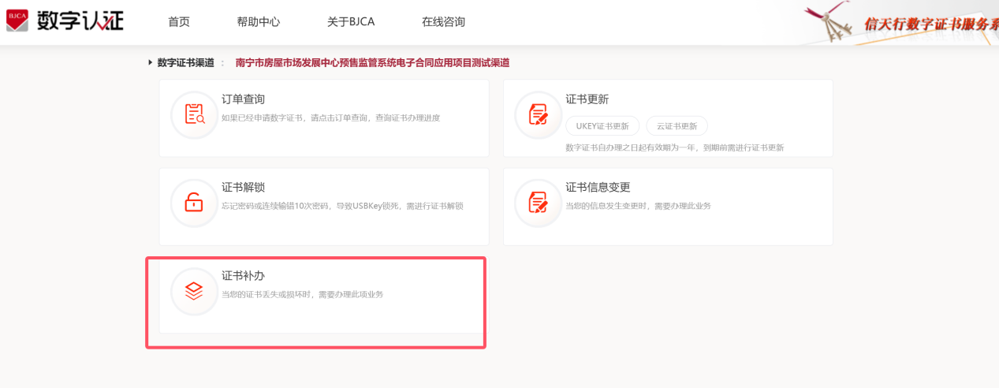 BJCA 数字认证 首页 帮助中心 关于BJCA 在线咨询 信天行数字证书服务系
数字证书渠道 : 南宁市房屋市场发展中心预售监管系统电子合同应用项目测试渠道
订单查询
如果已经申请数字证书，请点击订单查询，查询证书办理进度
证书更新
UKEY证书更新 云证书更新
数字证书自办理之日起有效期为一年，到期前需进行证书更新
证书解锁
忘记密码或连续输错10次密码，导致USBKey锁死，需进行证书解锁
证书信息变更
当您的信息发生变更时，需要办理此业务
证书补办
当您的证书丢失或损坏时，需要办理此项业务